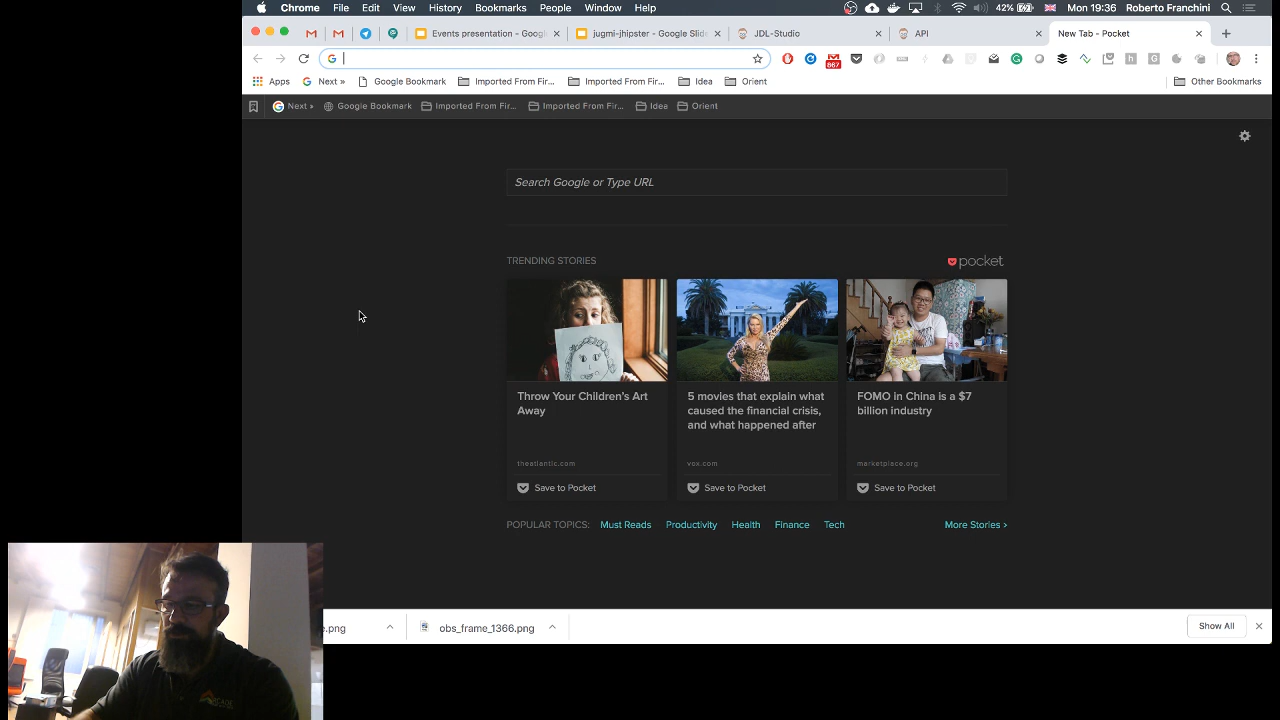 Chrome File Edit View History Bookmarks People Window Help 42% Mon 19:36 Roberto Franchini
Events presentation - Googl jugmi-jhipster - Google Slide JDL-Studio API New Tab - Pocket
867
Apps Next » Google Bookmark Imported From Fir... Imported From Fir... Idea Orient Other Bookmarks
Next » Google Bookmark Imported From Fir... Imported From Fir... Idea Orient
Search Google or Type URL
TRENDING STORIES pocket
Throw Your Children's Art
Away
theatlantic.com
Save to Pocket
5 movies that explain what
caused the financial crisis,
and what happened after
vox.com
Save to Pocket
FOMO in China is a $7
billion industry
marketplace.org
Save to Pocket
POPULAR TOPICS: Must Reads Productivity Health Finance Tech More Stories >
e.png obs_frame_1366.png Show All